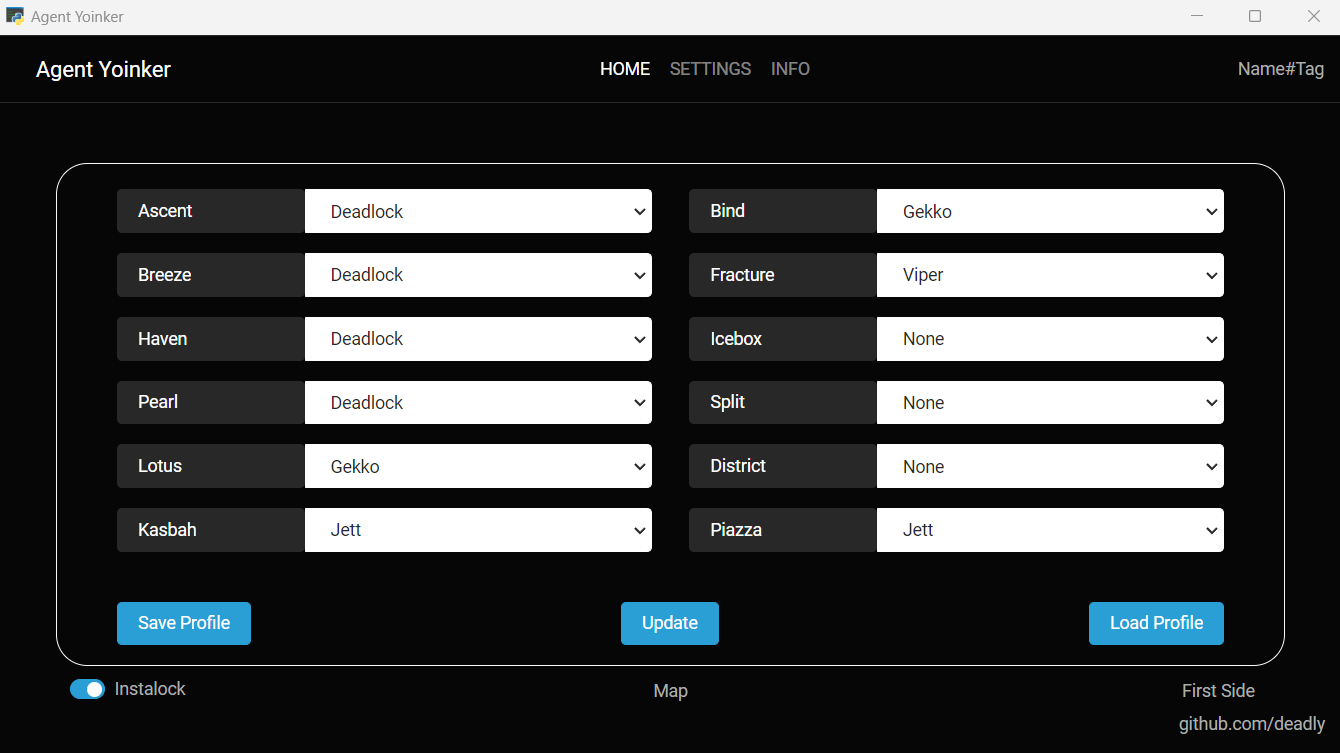 Agent Yoinker
Agent Yoinker
HOME SETTINGS INFO
Name#Tag
Ascent Deadlock Bind Gekko
Breeze Deadlock Fracture Viper
Haven Deadlock Icebox None
Pearl Deadlock Split None
Lotus Gekko District None
Kasbah Jett Piazza Jett
Save Profile Update Load Profile
Instalock Map First Side
github.com/deadly